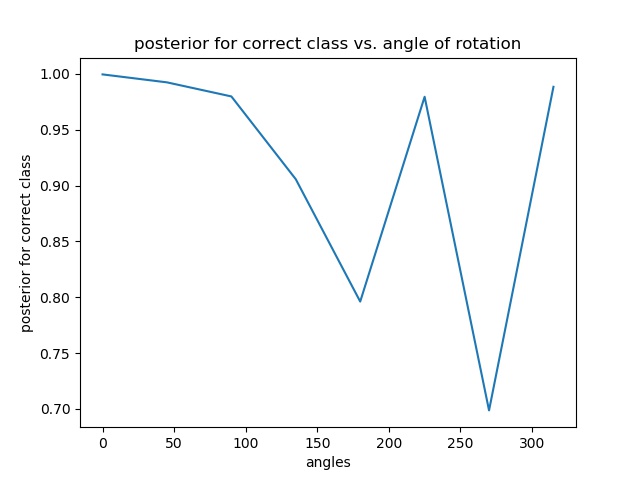 posterior for correct class vs. angle of rotation
posterior for correct class
1.00
0.95
0.90
0.85
0.80
0.75
0.70
0 50 100 150 200 250 300
angles